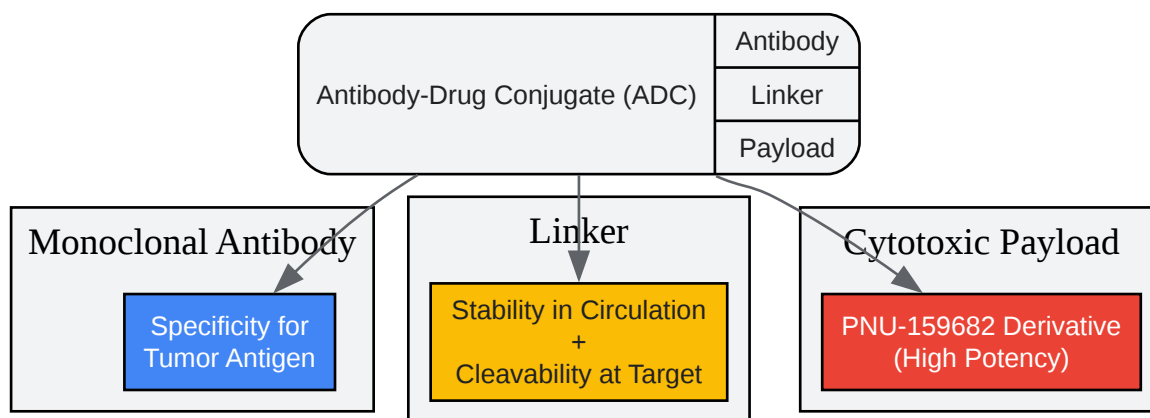 Antibody-Drug Conjugate (ADC)
Antibody
Linker
Payload
Monoclonal Antibody
Specificity for
Tumor Antigen
Linker
Stability in Circulation
+
Cleavability at Target
Cytotoxic Payload
PNU-159682 Derivative
(High Potency)